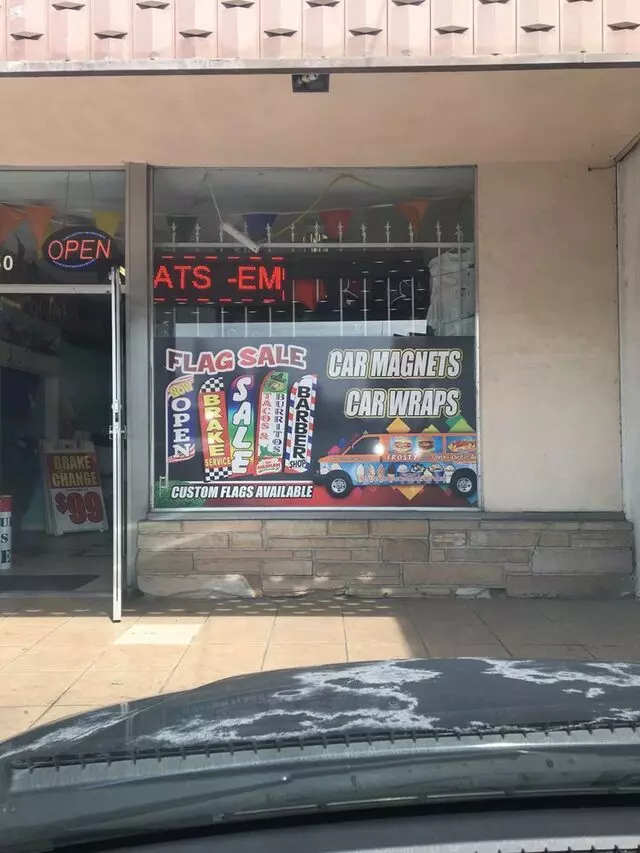 0
OPEN
ATS -EM
FLAG SALE
CAR MAGNETS
CAR WRAPS
NOW
OPEN
BRAKE
SERVICE
SALE
TACOS &
BURRITOS
BARBER
SHOP
FROSTY
CUSTOM FLAGS AVAILABLE
BRAKE
CHANGE
$99
U
S
E